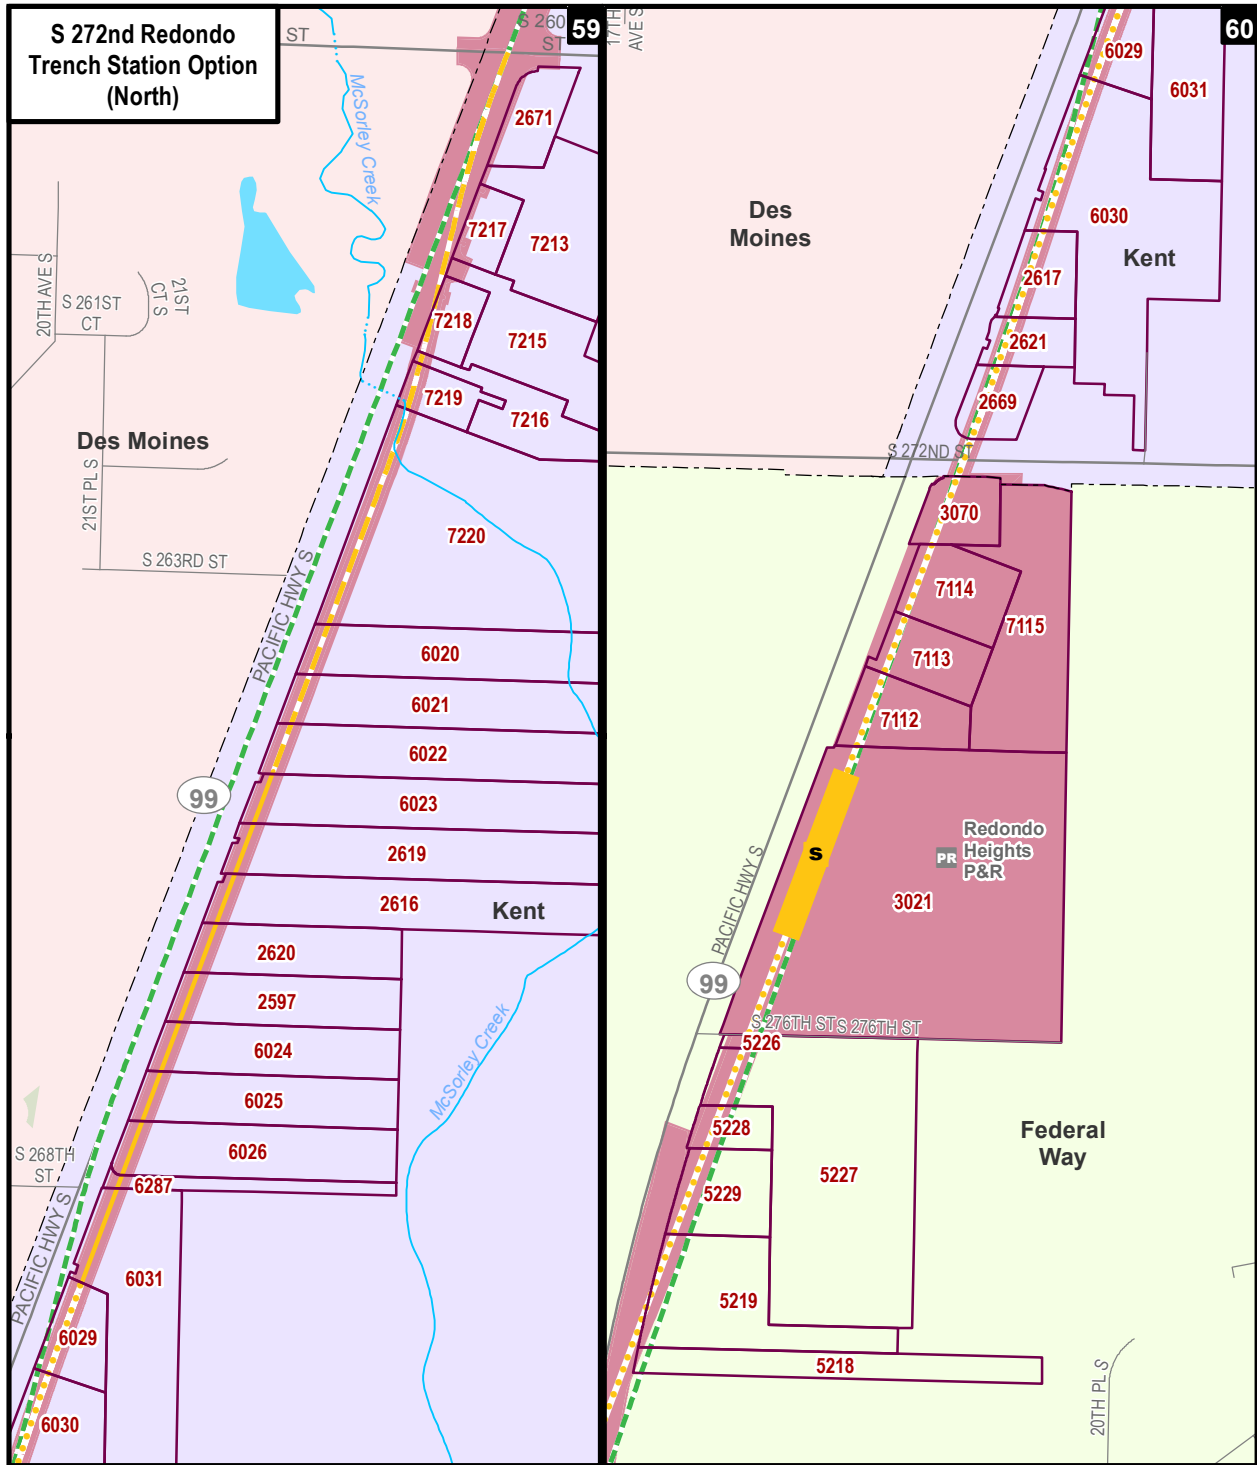 S 272nd Redondo
Trench Station Option
(North)
ST
S 260
ST
59
McSorley Creek
2671
7217
7213
20TH AVE S
S 261ST
CT
21ST
CT S
7218
7215
7219
7216
Des Moines
21ST PL S
7220
S 263RD ST
PACIFIC HWY S
6020
6021
6022
99
6023
2619
2616
Kent
2620
2597
McSorley Creek
6024
6025
6026
S 268TH
ST
6287
PACIFIC HWY S
6031
6029
6030
17TH
AVE S
60
6029
6031
Des
Moines
6030
Kent
2617
2621
2669
S 272ND ST
3070
7114
7115
7113
7112
PACIFIC HWY S
S
PR
Redondo
Heights
P&R
3021
99
S 276TH ST
S 276TH ST
5226
5228
Federal
Way
5227
5229
5219
5218
20TH PL S